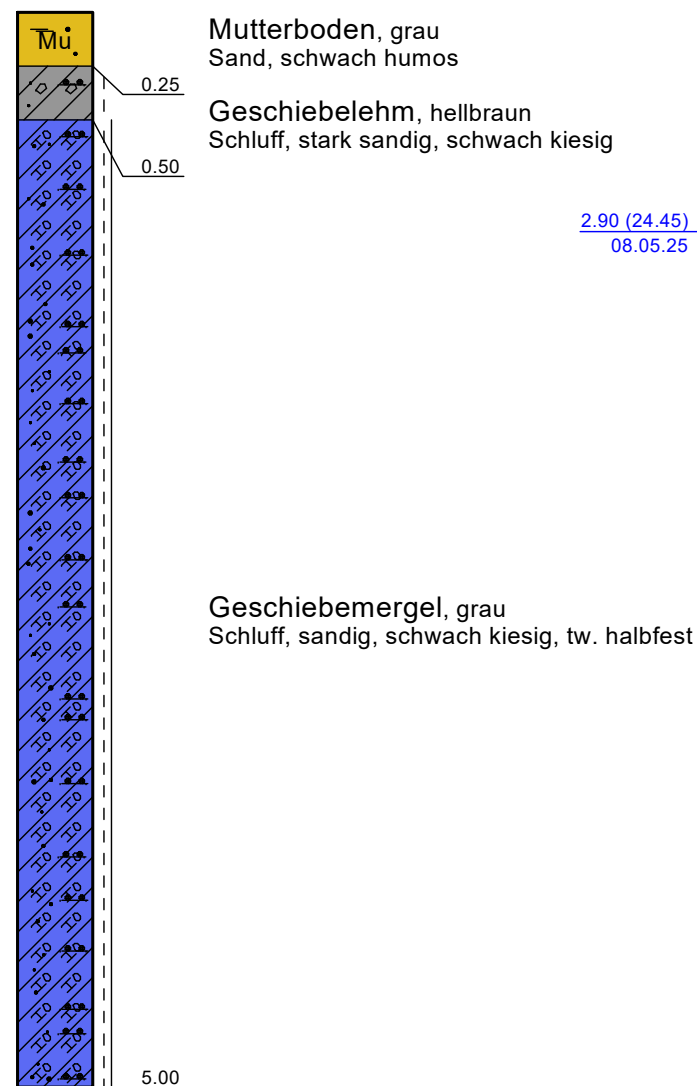 Mu
Mutterboden, grau
Sand, schwach humos
0.25
Geschiebelehm, hellbraun
Schluff, stark sandig, schwach kiesig
0.50
2.90 (24.45)
08.05.25
Geschiebemergel, grau
Schluff, sandig, schwach kiesig, tw. halbfest
5.00